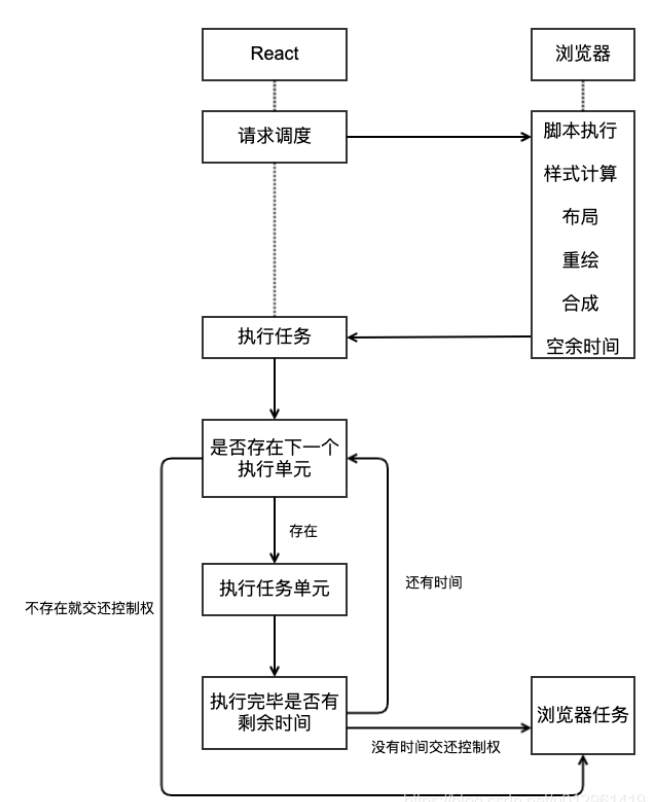 React
浏览器
请求调度
脚本执行
样式计算
布局
重绘
合成
空余时间
执行任务
是否存在下一个
执行单元
存在
执行任务单元
还有时间
不存在就交还控制权
执行完毕是否有
剩余时间
浏览器任务
没有时间交还控制权